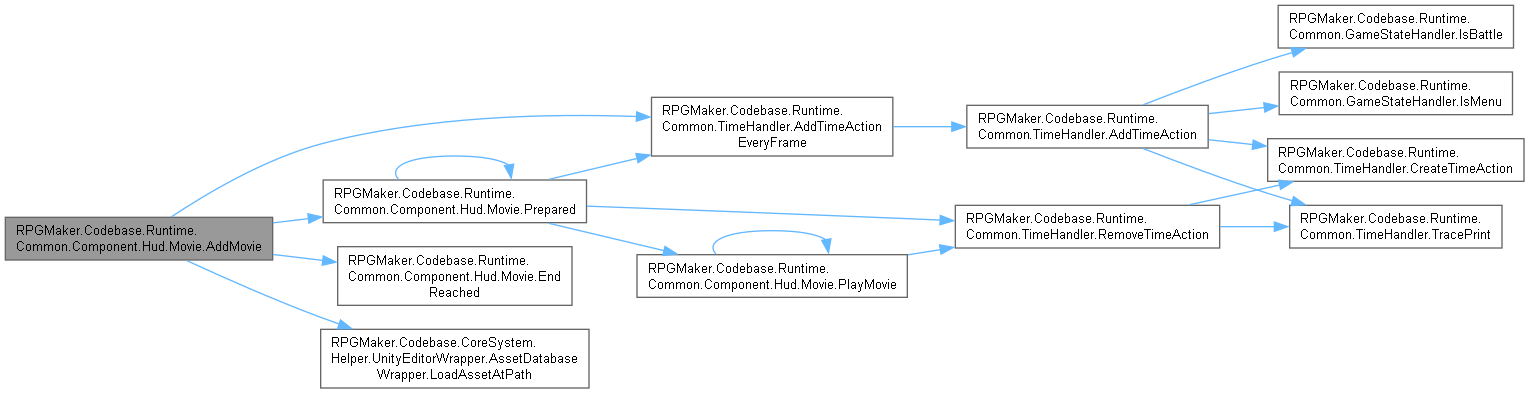 RPGMaker.Codebase.Runtime.
Common.Component.Hud.Movie.AddMovie
RPGMaker.Codebase.Runtime.
Common.Component.Hud.Movie.Prepared
RPGMaker.Codebase.Runtime.
Common.Component.Hud.Movie.End
Reached
RPGMaker.Codebase.CoreSystem.
Helper.UnityEditorWrapper.AssetDatabase
Wrapper.LoadAssetAtPath
RPGMaker.Codebase.Runtime.
Common.TimeHandler.AddTimeAction
EveryFrame
RPGMaker.Codebase.Runtime.
Common.Component.Hud.Movie.PlayMovie
RPGMaker.Codebase.Runtime.
Common.TimeHandler.AddTimeAction
RPGMaker.Codebase.Runtime.
Common.TimeHandler.RemoveTimeAction
RPGMaker.Codebase.Runtime.
Common.GameStateHandler.IsBattle
RPGMaker.Codebase.Runtime.
Common.GameStateHandler.IsMenu
RPGMaker.Codebase.Runtime.
Common.TimeHandler.CreateTimeAction
RPGMaker.Codebase.Runtime.
Common.TimeHandler.TracePrint